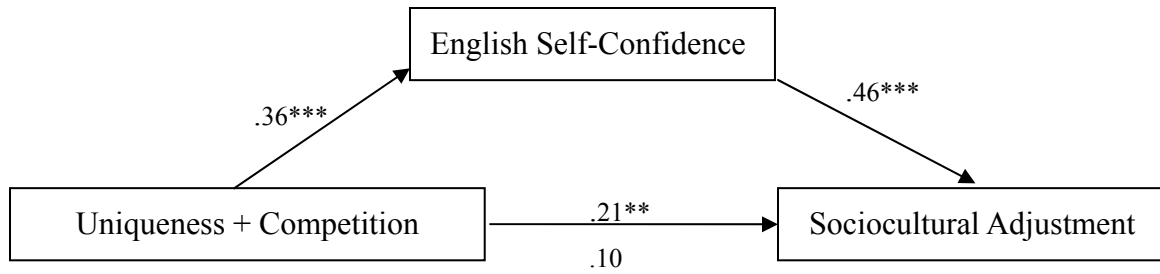 English Self-Confidence
.36***
.46***
Uniqueness + Competition
.21**
Sociocultural Adjustment
.10